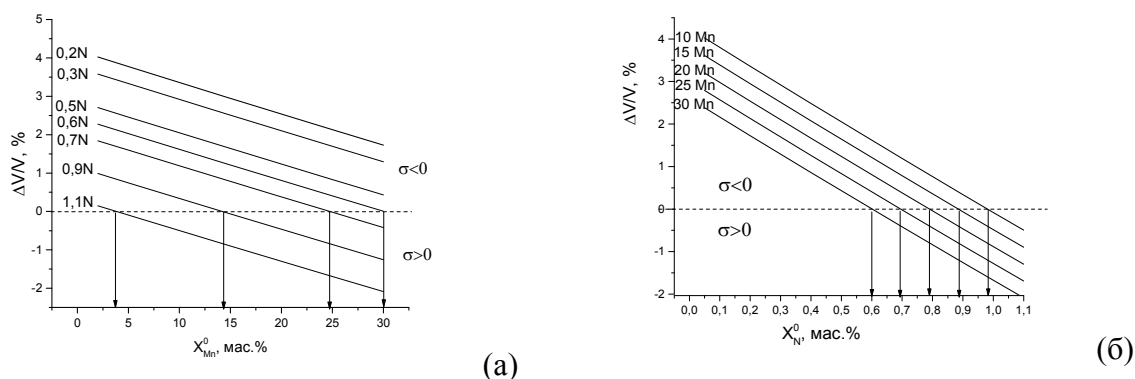 5
4
3
2
1
0
-1
-2
ΔV/V, %
0,2N
0,3N
0,5N
0,6N
0,7N
0,9N
1,1N
σ<0
σ>0
0 5 10 15 20 25 30
X⁰Mn, мас.%
(а)
4
3
2
1
0
-1
-2
ΔV/V, %
10 Mn
15 Mn
20 Mn
25 Mn
30 Mn
σ<0
σ>0
0,0 0,1 0,2 0,3 0,4 0,5 0,6 0,7 0,8 0,9 1,0 1,1
X⁰N, мас.%
(б)